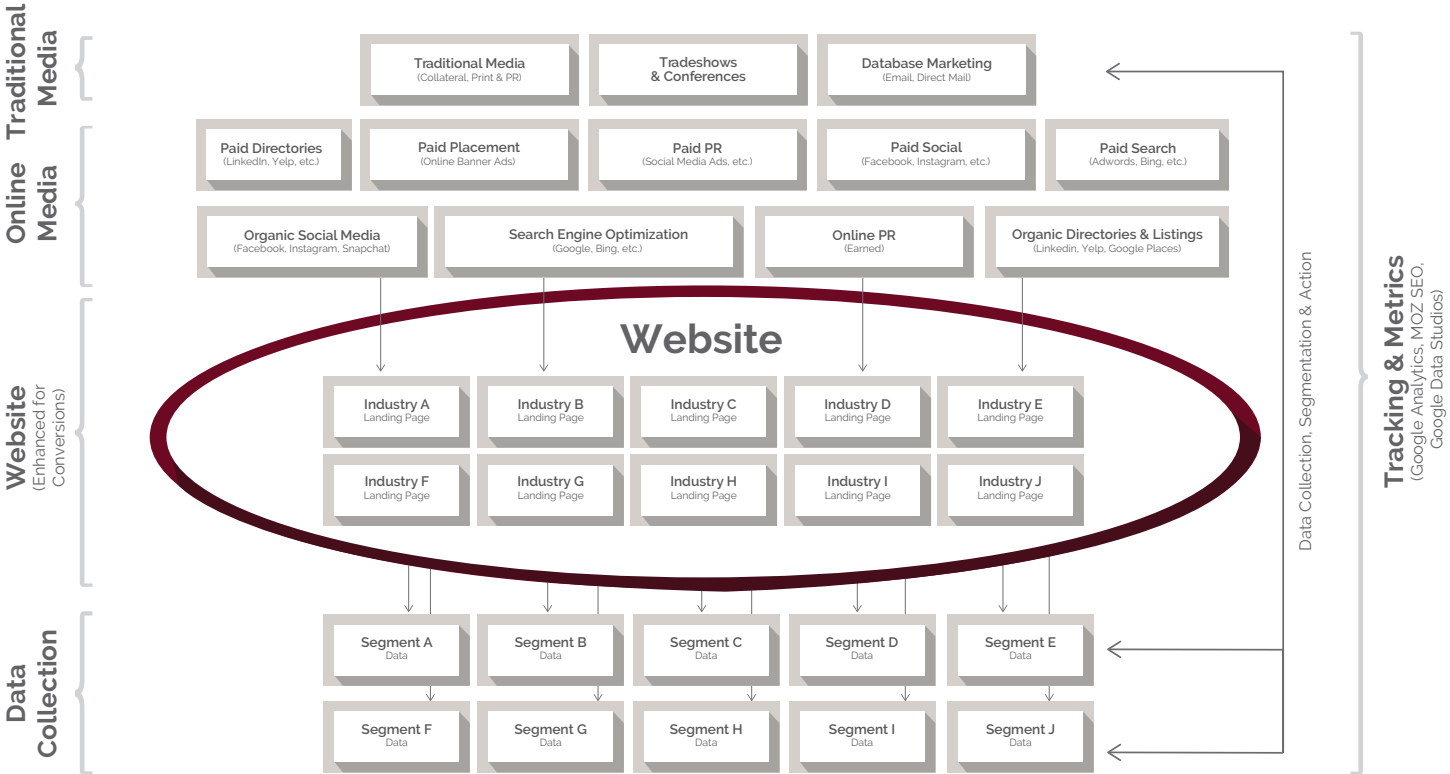 Traditional
Media
Traditional Media
(Collateral, Print & PR)
Tradeshows
& Conferences
Database Marketing
(Email, Direct Mail)
Online
Media
Paid Directories
(LinkedIn, Yelp, etc.)
Paid Placement
(Online Banner Ads)
Paid PR
(Social Media Ads, etc.)
Paid Social
(Facebook, Instagram, etc.)
Paid Search
(Adwords, Bing, etc.)
Organic Social Media
(Facebook, Instagram, Snapchat)
Search Engine Optimization
(Google, Bing, etc.)
Online PR
(Earned)
Organic Directories & Listings
(Linkedin, Yelp, Google Places)
Website
(Enhanced for
Conversions)
Website
Industry A
Landing Page
Industry B
Landing Page
Industry C
Landing Page
Industry D
Landing Page
Industry E
Landing Page
Industry F
Landing Page
Industry G
Landing Page
Industry H
Landing Page
Industry I
Landing Page
Industry J
Landing Page
Data
Collection
Segment A
Data
Segment B
Data
Segment C
Data
Segment D
Data
Segment E
Data
Segment F
Data
Segment G
Data
Segment H
Data
Segment I
Data
Segment J
Data
Data Collection, Segmentation & Action
Tracking & Metrics
(Google Analytics, MOZ SEO,
Google Data Studios)